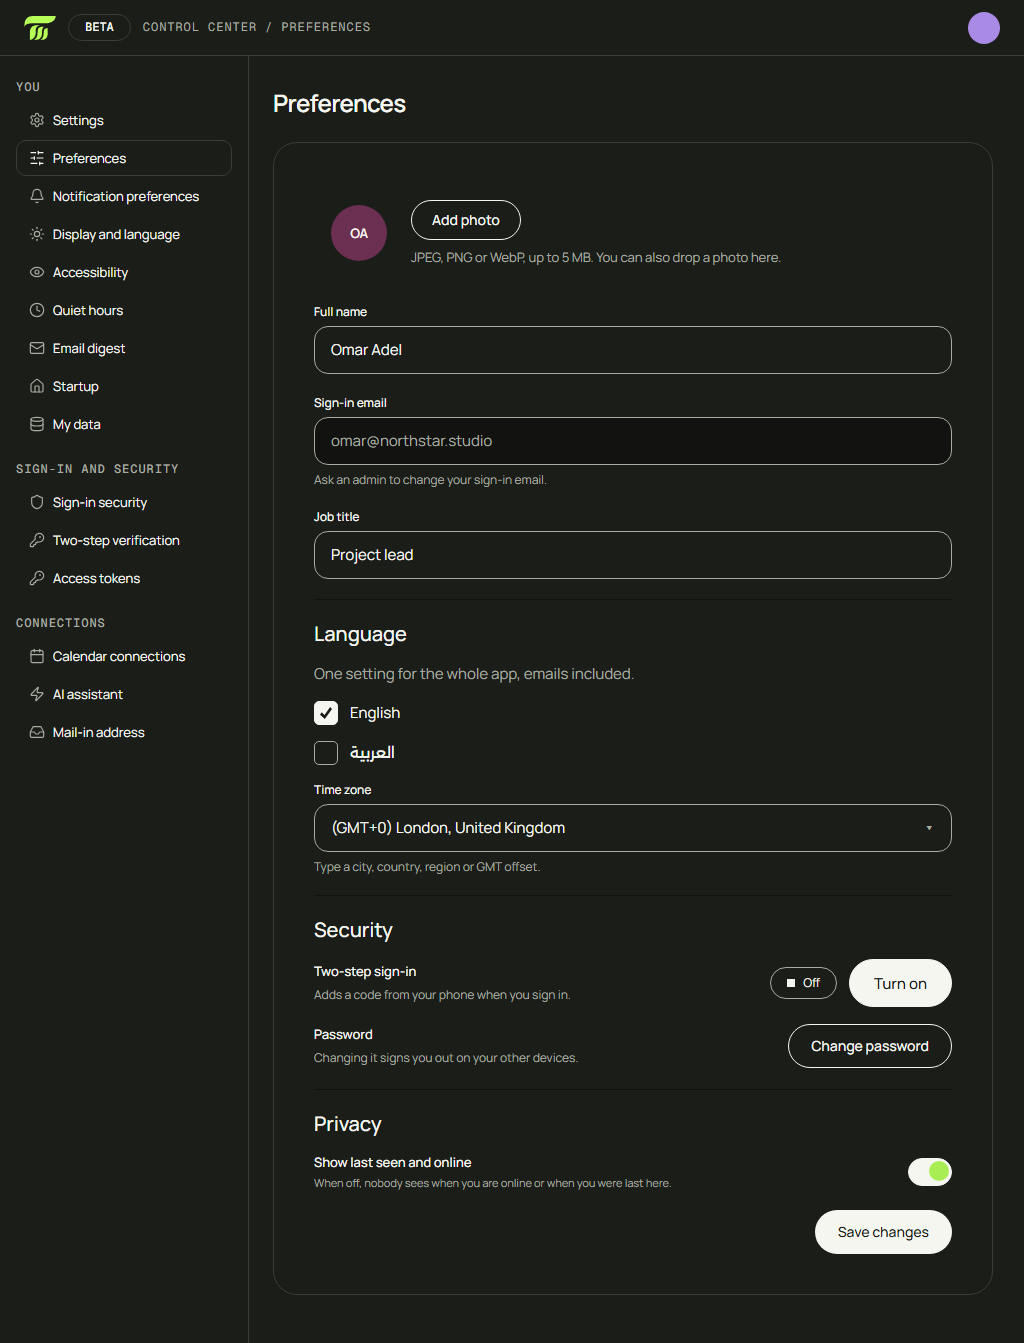 BETA
CONTROL CENTER / PREFERENCES
YOU
Settings
Preferences
Notification preferences
Display and language
Accessibility
Quiet hours
Email digest
Startup
My data
SIGN-IN AND SECURITY
Sign-in security
Two-step verification
Access tokens
CONNECTIONS
Calendar connections
AI assistant
Mail-in address
Preferences
OA
Add photo
JPEG, PNG or WebP, up to 5 MB. You can also drop a photo here.
Full name
Omar Adel
Sign-in email
omar@northstar.studio
Ask an admin to change your sign-in email.
Job title
Project lead
Language
One setting for the whole app, emails included.
English
العربية
Time zone
(GMT+0) London, United Kingdom
Type a city, country, region or GMT offset.
Security
Two-step sign-in
Adds a code from your phone when you sign in.
Off
Turn on
Password
Changing it signs you out on your other devices.
Change password
Privacy
Show last seen and online
When off, nobody sees when you are online or when you were last here.
Save changes